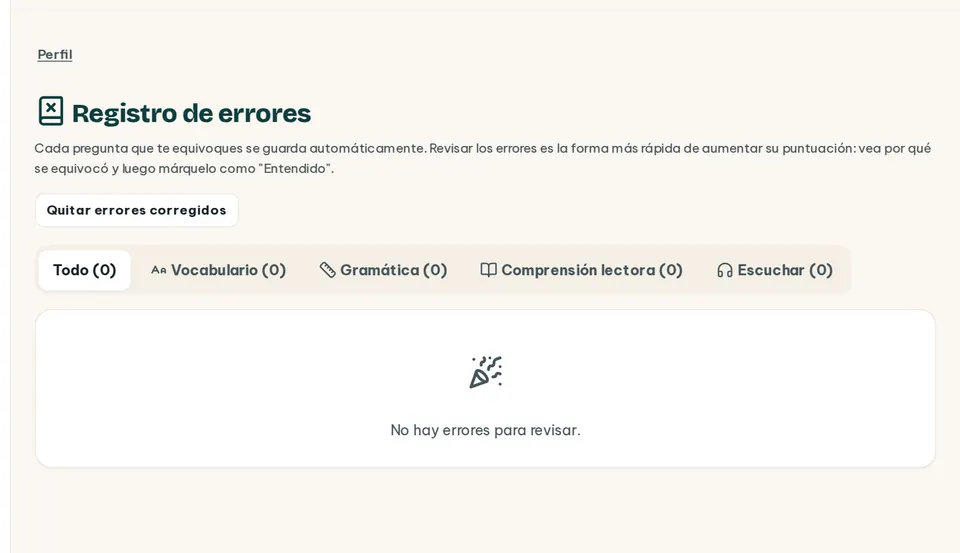 Perfil
Registro de errores
Cada pregunta que te equivoques se guarda automáticamente. Revisar los errores es la forma más rápida de aumentar su puntuación: vea por qué
se equivocó y luego márquelo como "Entendido".
Quitar errores corregidos
Todo (0) Vocabulario (0) Gramática (0) Comprensión lectora (0) Escuchar (0)
No hay errores para revisar.